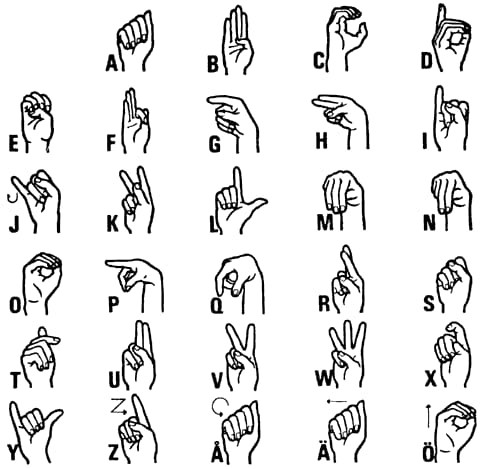 A B C D
E F G H I
J K L M N
O P Q R S
T U V W X
Y Z Å Ä Ö